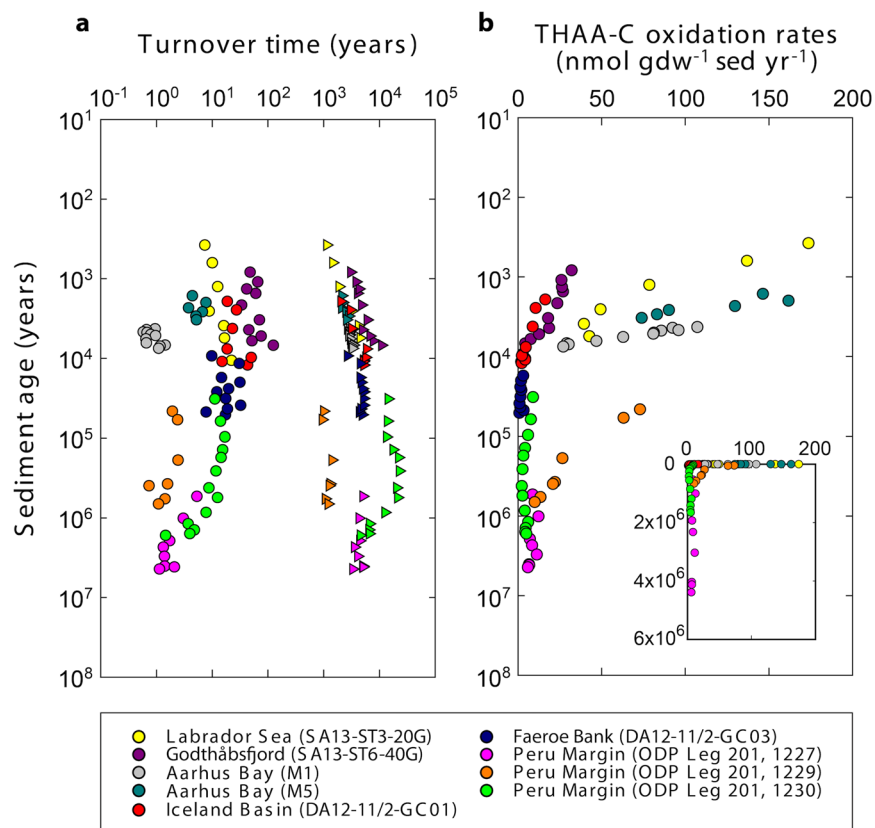 a
Turnover time (years)
10-1 100 101 102 103 104 105
101
102
103
104
105
106
107
108
Sediment age (years)
b
THAA-C oxidation rates
(nmol gdw-1 sed yr-1)
0 50 100 150 200
101
102
103
104
105
106
107
108
0 100 200
0
2x106
4x106
6x106
Labrador Sea (SA13-ST3-20G)
Godthåbsfjord (SA13-ST6-40G)
Aarhus Bay (M1)
Aarhus Bay (M5)
Iceland Basin (DA12-11/2-GC01)
Faeroe Bank (DA12-11/2-GC03)
Peru Margin (ODP Leg 201, 1227)
Peru Margin (ODP Leg 201, 1229)
Peru Margin (ODP Leg 201, 1230)